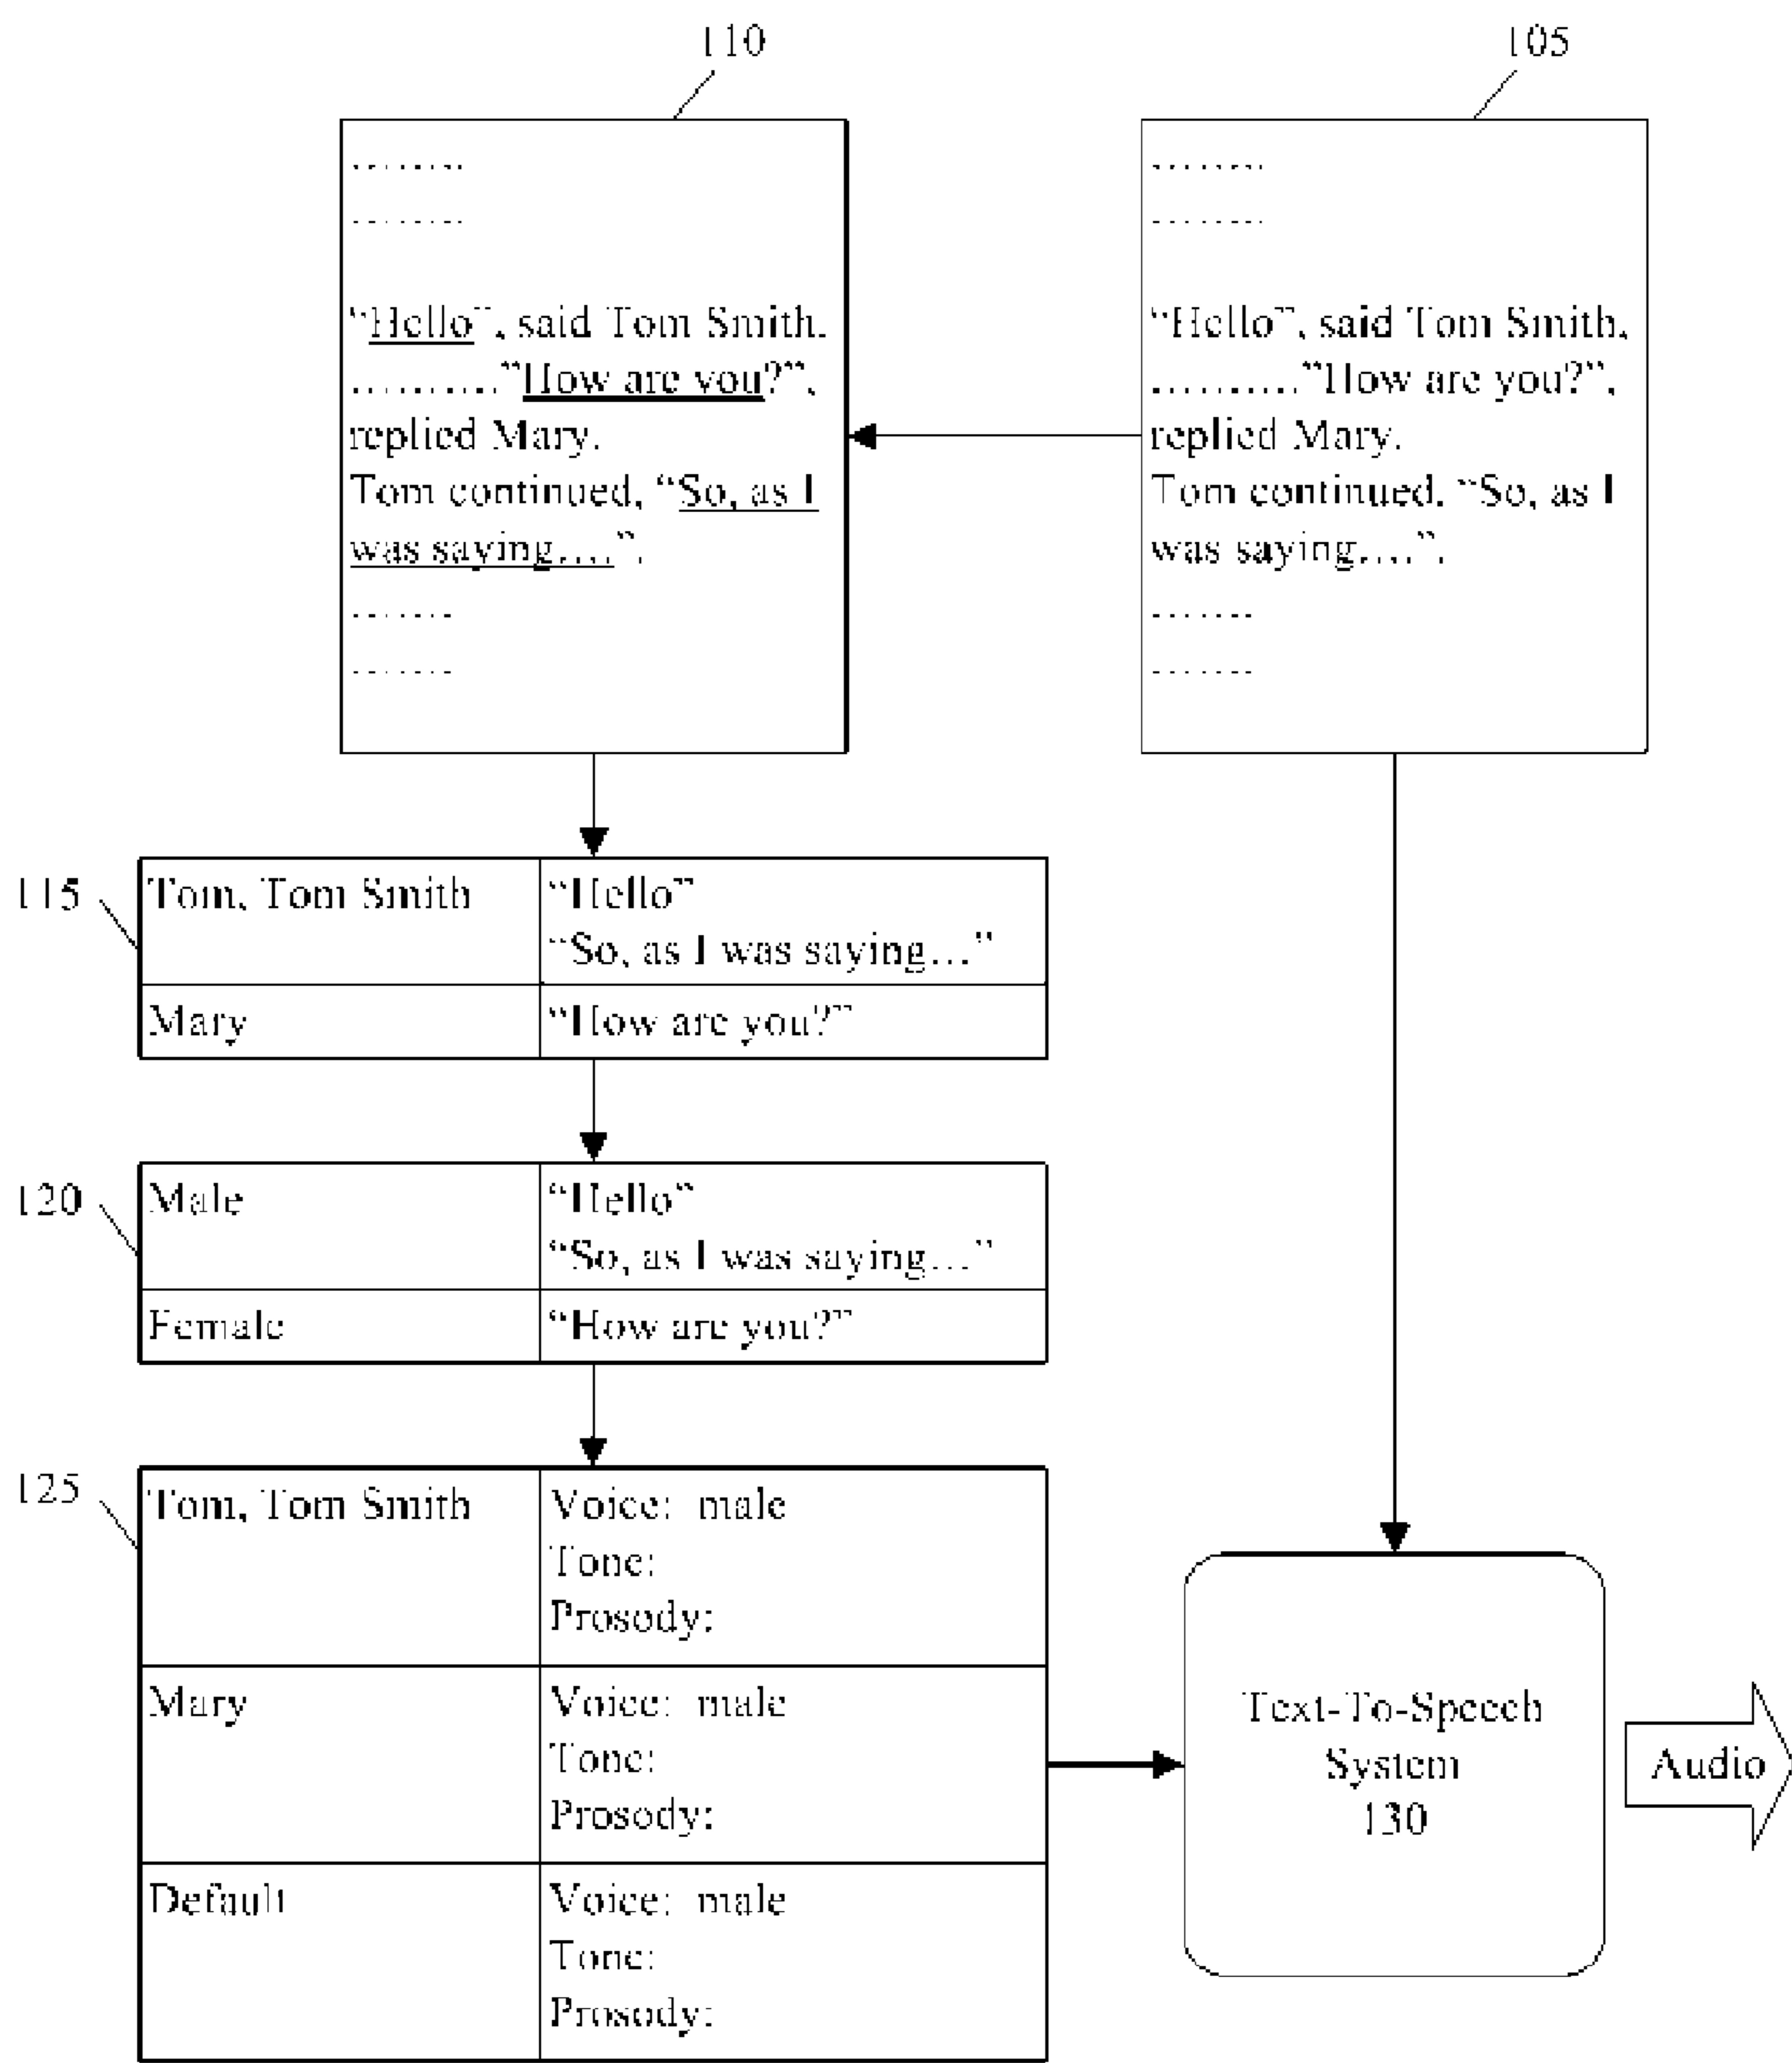 110
105
........
........
“Hello”, said Tom Smith.
..........”How are you?”,
replied Mary.
Tom continued, “So, as I
was saying....”.
.......
.......
........
........
“Hello”, said Tom Smith.
..........”How are you?”,
replied Mary.
Tom continued, “So, as I
was saying....”.
.......
.......
115
Tom, Tom Smith
“Hello”
“So, as I was saying...”
Mary
“How are you?”
120
Male
“Hello”
“So, as I was saying...”
Female
“How are you?”
125
Tom, Tom Smith
Voice: male
Tone:
Prosody:
Mary
Voice: male
Tone:
Prosody:
Default
Voice: male
Tone:
Prosody:
Text-To-Speech
System
130
Audio